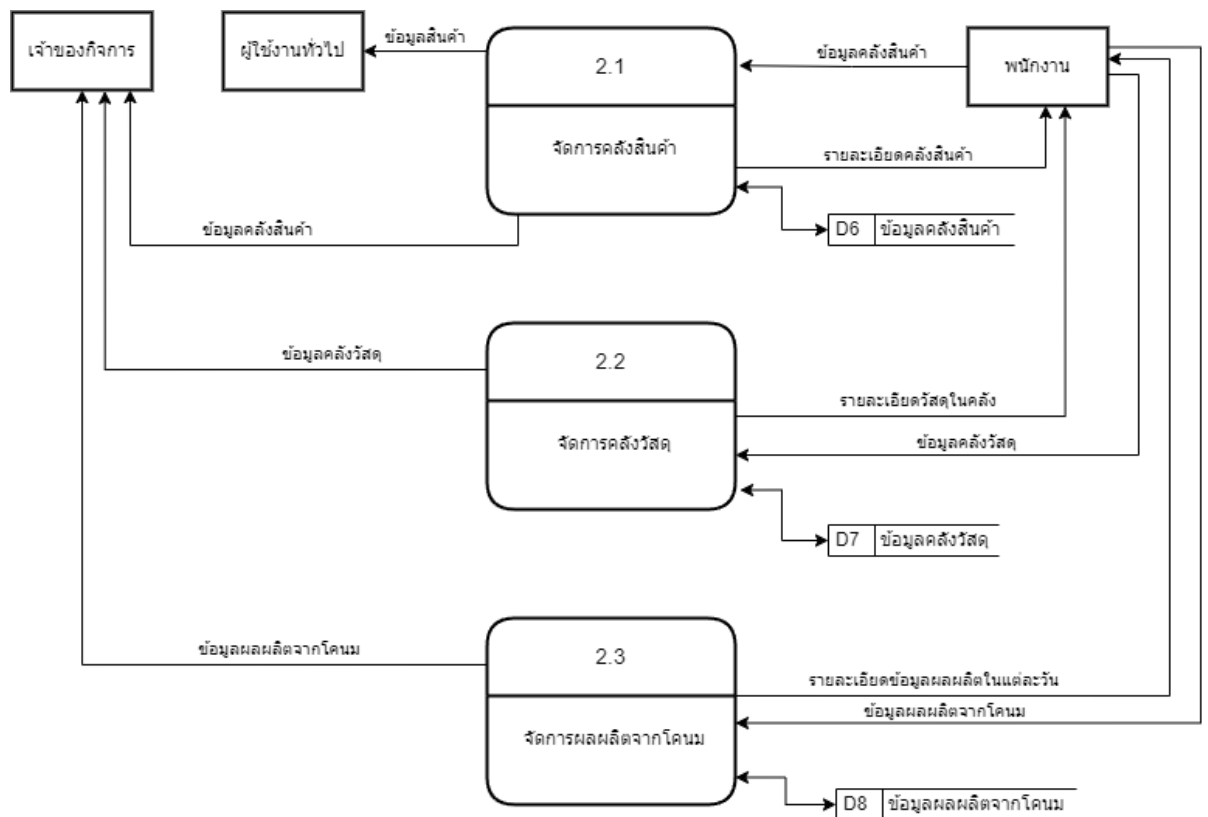 เจ้าของกิจการ
ผู้ใช้งานทั่วไป
ข้อมูลสินค้า
2.1
จัดการคลังสินค้า
ข้อมูลคลังสินค้า
พนักงาน
รายละเอียดคลังสินค้า
ข้อมูลคลังสินค้า
D6 ข้อมูลคลังสินค้า
ข้อมูลคลังวัสดุ
2.2
จัดการคลังวัสดุ
รายละเอียดวัสดุในคลัง
ข้อมูลคลังวัสดุ
D7 ข้อมูลคลังวัสดุ
ข้อมูลผลผลิตจากโคนม
2.3
จัดการผลผลิตจากโคนม
รายละเอียดข้อมูลผลผลิตในแต่ละวัน
ข้อมูลผลผลิตจากโคนม
D8 ข้อมูลผลผลิตจากโคนม